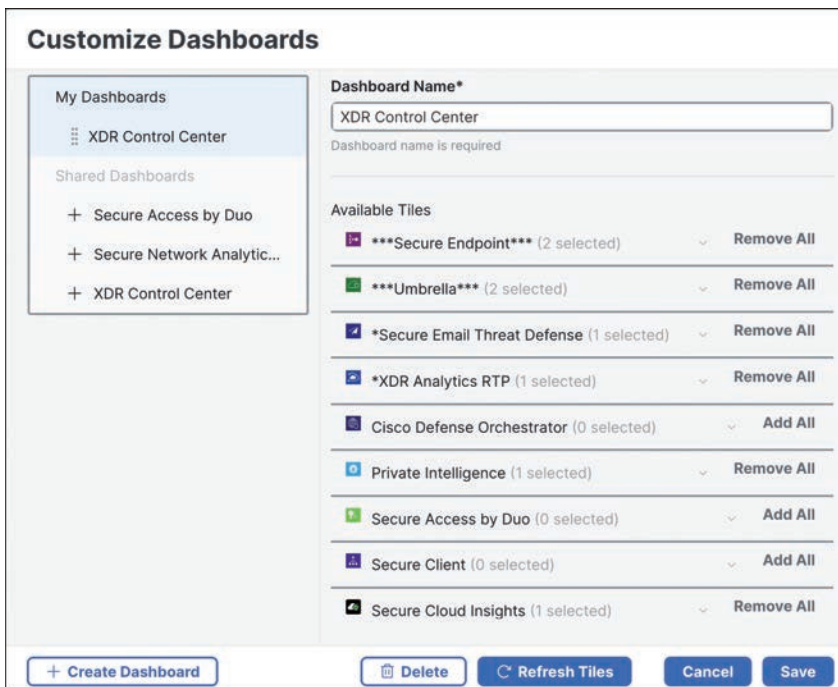 Customize Dashboards
My Dashboards
XDR Control Center
Shared Dashboards
+ Secure Access by Duo
+ Secure Network Analytic...
+ XDR Control Center
Dashboard Name*
XDR Control Center
Dashboard name is required
Available Tiles
***Secure Endpoint*** (2 selected) Remove All
***Umbrella*** (2 selected) Remove All
*Secure Email Threat Defense (1 selected) Remove All
*XDR Analytics RTP (1 selected) Remove All
Cisco Defense Orchestrator (0 selected) Add All
Private Intelligence (1 selected) Remove All
Secure Access by Duo (0 selected) Add All
Secure Client (0 selected) Add All
Secure Cloud Insights (1 selected) Remove All
+ Create Dashboard Delete Refresh Tiles Cancel Save